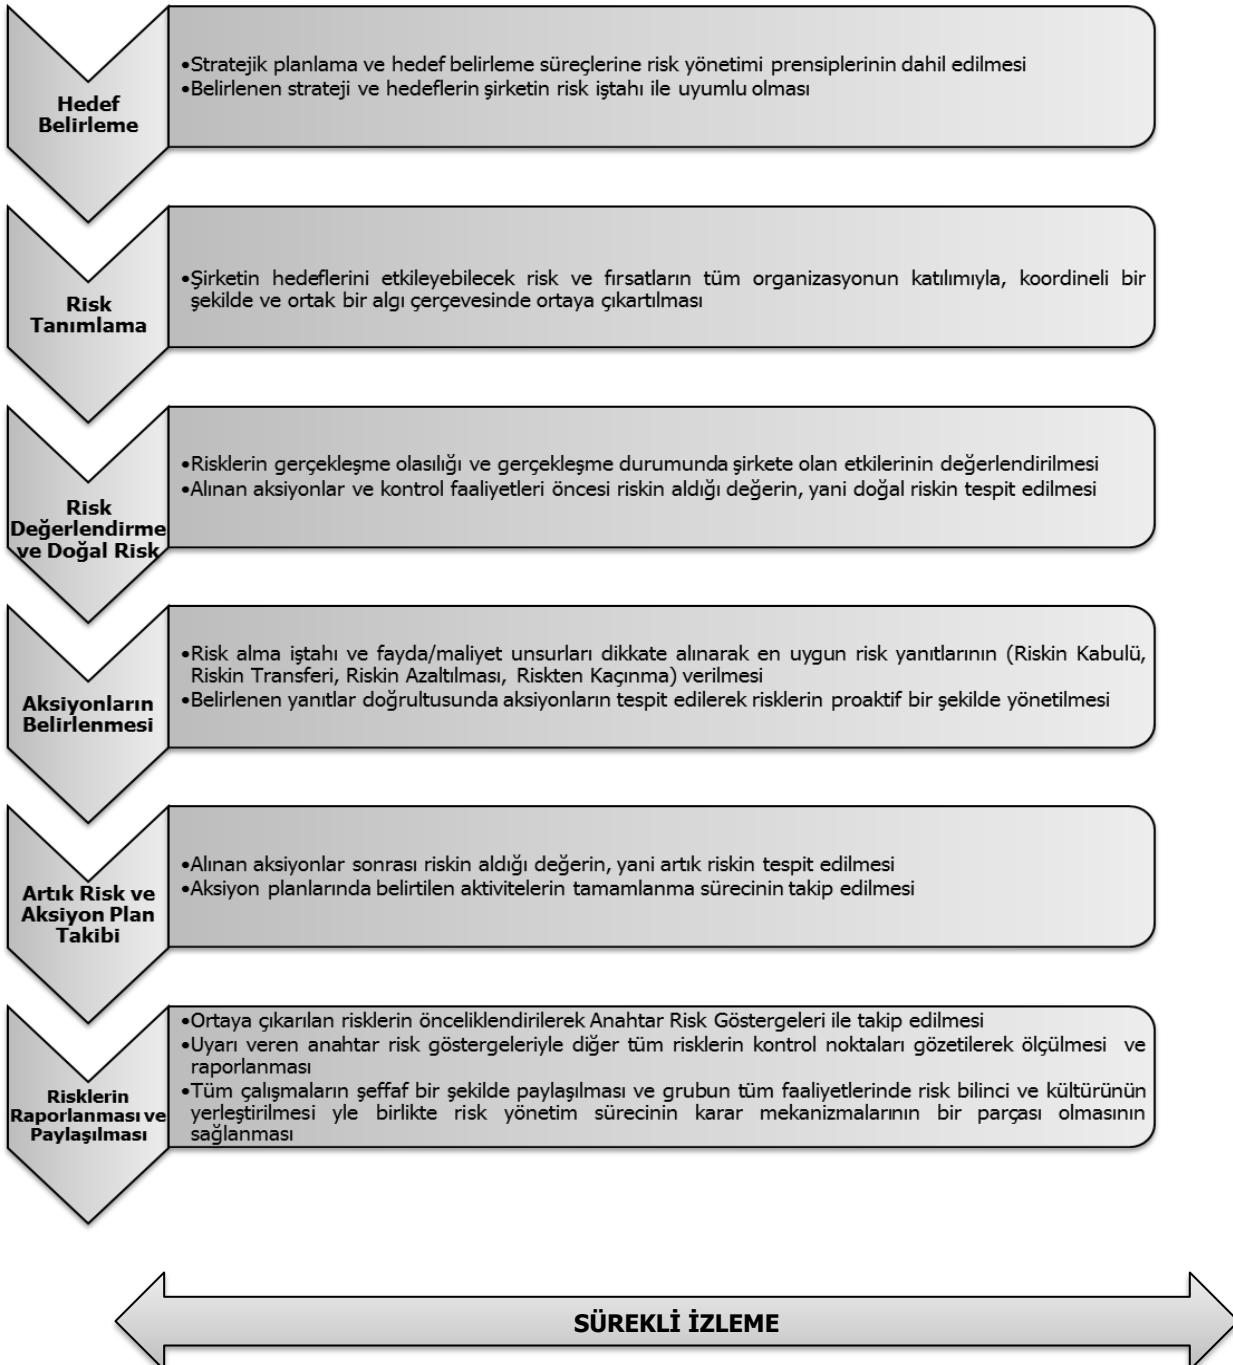 Hedef
Belirleme
•Stratejik planlama ve hedef belirleme süreçlerine risk yönetimi prensiplerinin dahil edilmesi
•Belirlenen strateji ve hedeflerin şirketin risk iştahı ile uyumlu olması
Risk
Tanımlama
•Şirketin hedeflerini etkileyebilecek risk ve fırsatların tüm organizasyonun katılımıyla, koordineli bir
şekilde ve ortak bir algı çerçevesinde ortaya çıkartılması
Risk
Değerlendirme
ve Doğal Risk
•Risklerin gerçekleşme olasılığı ve gerçekleşme durumunda şirkete olan etkilerinin değerlendirilmesi
•Alınan aksiyonlar ve kontrol faaliyetleri öncesi riskin aldığı değerin, yani doğal riskin tespit edilmesi
Aksiyonların
Belirlenmesi
•Risk alma iştahı ve fayda/maliyet unsurları dikkate alınarak en uygun risk yanıtlarının (Riskin Kabulü,
Riskin Transferi, Riskin Azaltılması, Riskten Kaçınma) verilmesi
•Belirlenen yanıtlar doğrultusunda aksiyonların tespit edilerek risklerin proaktif bir şekilde yönetilmesi
Artık Risk ve
Aksiyon Plan
Takibi
•Alınan aksiyonlar sonrası riskin aldığı değerin, yani artık riskin tespit edilmesi
•Aksiyon planlarında belirtilen aktivitelerin tamamlanma sürecinin takip edilmesi
Risklerin
Raporlanması ve
Paylaşılması
•Ortaya çıkarılan risklerin önceliklendirilerek Anahtar Risk Göstergeleri ile takip edilmesi
•Uyarı veren anahtar risk göstergeleriyle diğer tüm risklerin kontrol noktaları gözetilerek ölçülmesi ve
raporlanması
•Tüm çalışmaların şeffaf bir şekilde paylaşılması ve grubun tüm faaliyetlerinde risk bilinci ve kültürünün
yerleştirilmesi yle birlikte risk yönetim sürecinin karar mekanizmalarının bir parçası olmasının
sağlanması
SÜREKLİ İZLEME